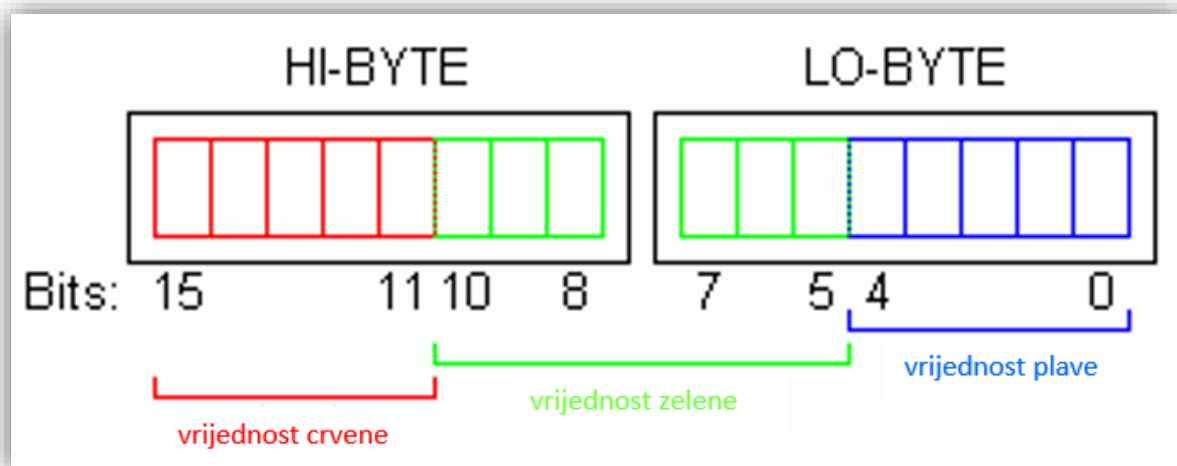 HI-BYTE LO-BYTE
Bits: 15 11 10 8 7 5 4 0
vrijednost plave
vrijednost zelene
vrijednost crvene